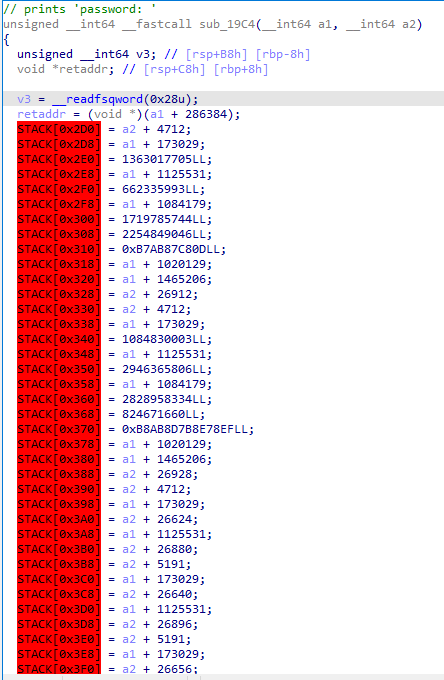 // prints 'password: '
unsigned __int64 __fastcall sub_19C4(__int64 a1, __int64 a2)
{
unsigned __int64 v3; // [rsp+B8h] [rbp-8h]
void *retaddr; // [rsp+C8h] [rbp+8h]
v3 = __readfsqword(0x28u);
retaddr = (void *)(a1 + 286384);
STACK[0x2D0] = a2 + 4712;
STACK[0x2D8] = a1 + 173029;
STACK[0x2E0] = 1363017705LL;
STACK[0x2E8] = a1 + 1125531;
STACK[0x2F0] = 662335993LL;
STACK[0x2F8] = a1 + 1084179;
STACK[0x300] = 1719785744LL;
STACK[0x308] = 2254849046LL;
STACK[0x310] = 0xB7AB87C80DLL;
STACK[0x318] = a1 + 1020129;
STACK[0x320] = a1 + 1465206;
STACK[0x328] = a2 + 26912;
STACK[0x330] = a2 + 4712;
STACK[0x338] = a1 + 173029;
STACK[0x340] = 1084830003LL;
STACK[0x348] = a1 + 1125531;
STACK[0x350] = 2946365806LL;
STACK[0x358] = a1 + 1084179;
STACK[0x360] = 2828958334LL;
STACK[0x368] = 824671660LL;
STACK[0x370] = 0xB8AB8D7B8E78EFLL;
STACK[0x378] = a1 + 1020129;
STACK[0x380] = a1 + 1465206;
STACK[0x388] = a2 + 26928;
STACK[0x390] = a2 + 4712;
STACK[0x398] = a1 + 173029;
STACK[0x3A0] = a2 + 26624;
STACK[0x3A8] = a1 + 1125531;
STACK[0x3B0] = a2 + 26880;
STACK[0x3B8] = a2 + 5191;
STACK[0x3C0] = a1 + 173029;
STACK[0x3C8] = a2 + 26640;
STACK[0x3D0] = a1 + 1125531;
STACK[0x3D8] = a2 + 26896;
STACK[0x3E0] = a2 + 5191;
STACK[0x3E8] = a1 + 173029;
STACK[0x3F0] = a2 + 26656;